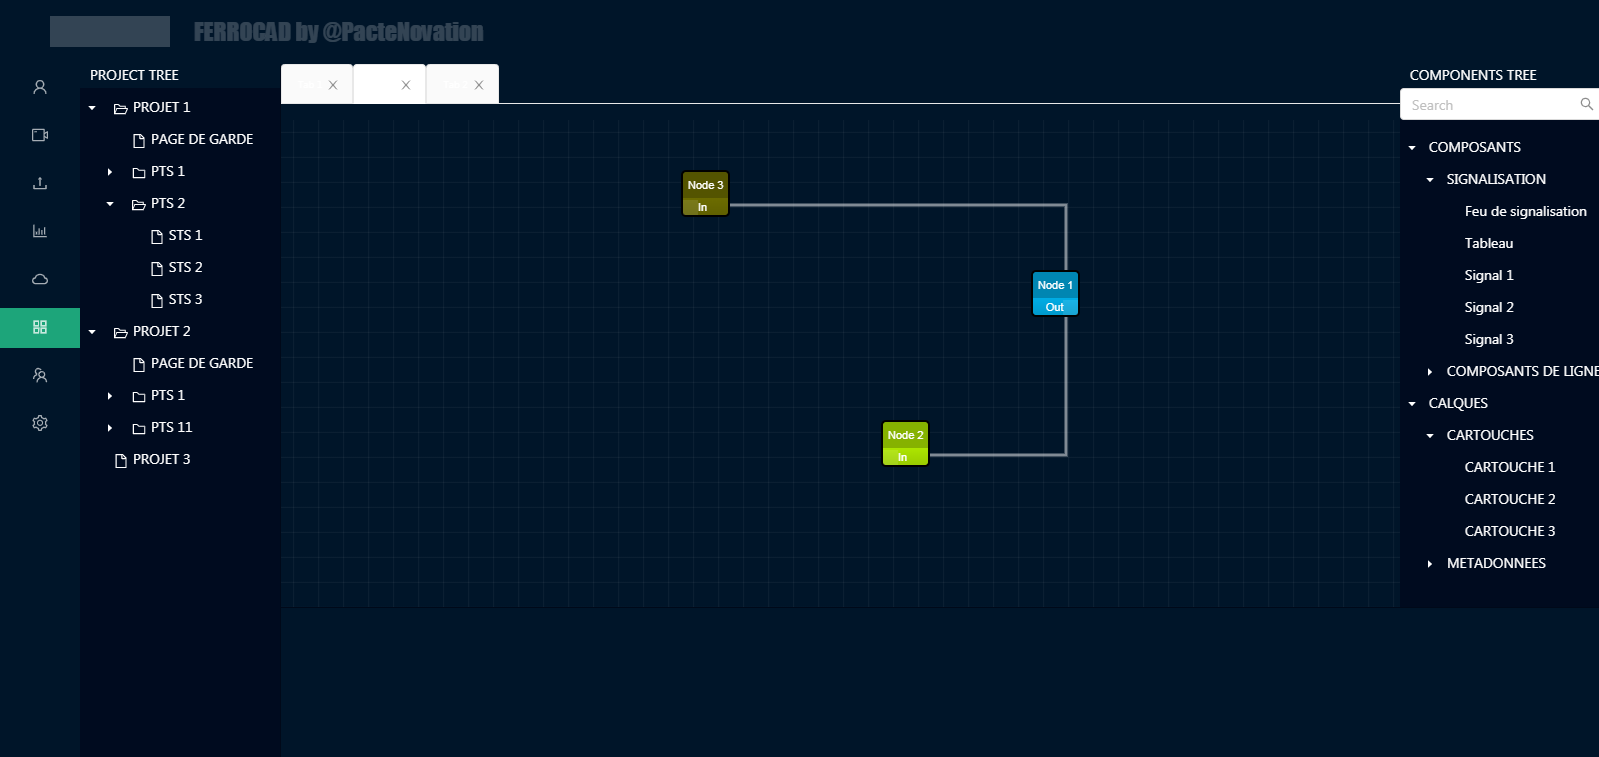 FERROCAD by @PacteNovation
PROJECT TREE
PROJET 1
PAGE DE GARDE
PTS 1
PTS 2
STS 1
STS 2
STS 3
PROJET 2
PAGE DE GARDE
PTS 1
PTS 11
PROJET 3
Node 3
In
Node 1
Out
Node 2
In
COMPONENTS TREE
Search
COMPOSANTS
SIGNALISATION
Feu de signalisation
Tableau
Signal 1
Signal 2
Signal 3
COMPOSANTS DE LIGNE
CALQUES
CARTOUCHES
CARTOUCHE 1
CARTOUCHE 2
CARTOUCHE 3
METADONNEES